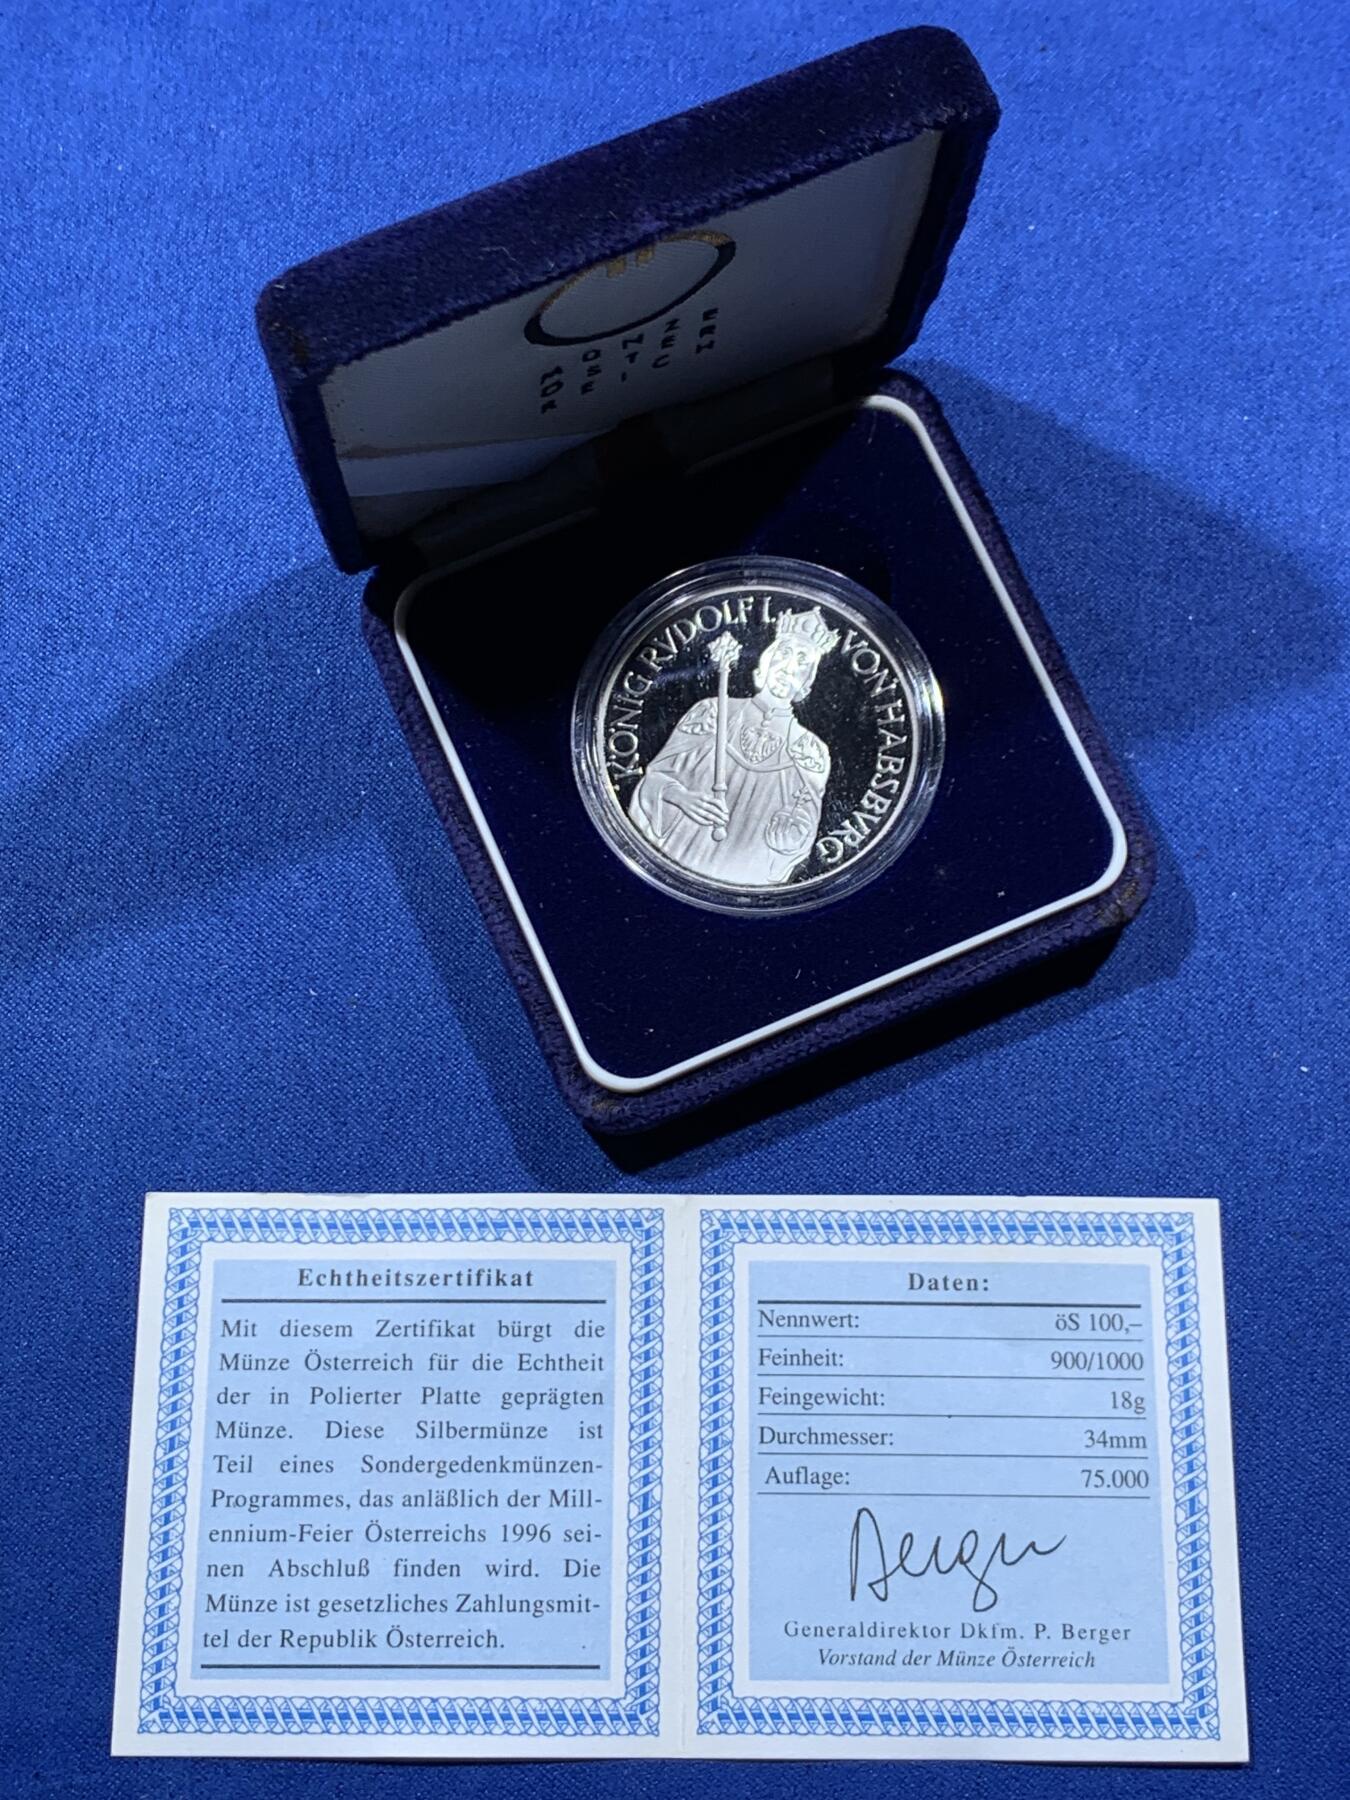 KÖNIG RVDOLF I. VON HABSBVRG
Echtheitszertifikat
Mit diesem Zertifikat bürgt die
Münze Österreich für die Echtheit
der in Polierter Platte geprägten
Münze. Diese Silbermünze ist
Teil eines Sondergedenkmünzen-
Programmes, das anläßlich der Mill-
ennium-Feier Österreichs 1996 sei-
nen Abschluß finden wird. Die
Münze ist gesetzliches Zahlungsmit-
tel der Republik Österreich.
Daten:
Nennwert: öS 100,–
Feinheit: 900/1000
Feingewicht: 18g
Durchmesser: 34mm
Auflage: 75.000
Berger
Generaldirektor Dkfm. P. Berger
Vorstand der Münze Österreich